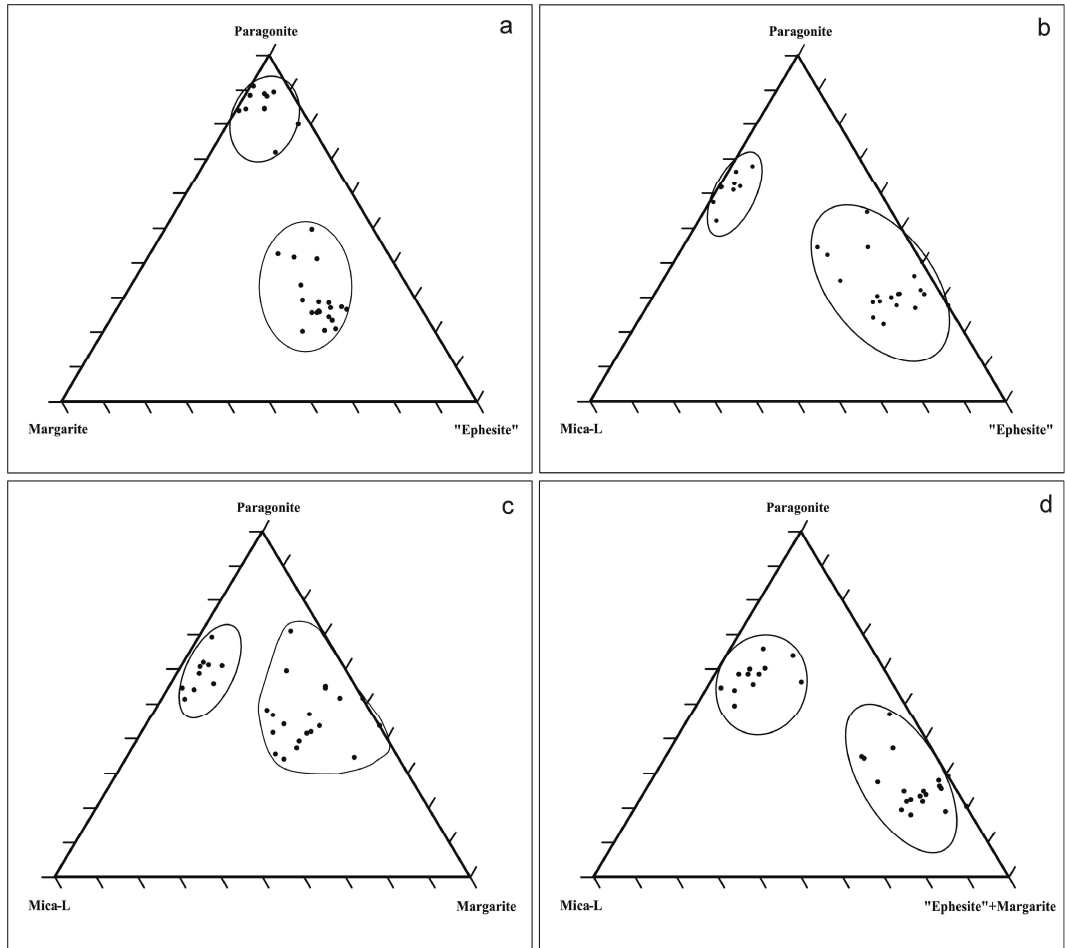 a
Paragonite
Margarite
"Ephesite"
b
Paragonite
Mica-L
"Ephesite"
c
Paragonite
Mica-L
Margarite
d
Paragonite
Mica-L
"Ephesite"+Margarite